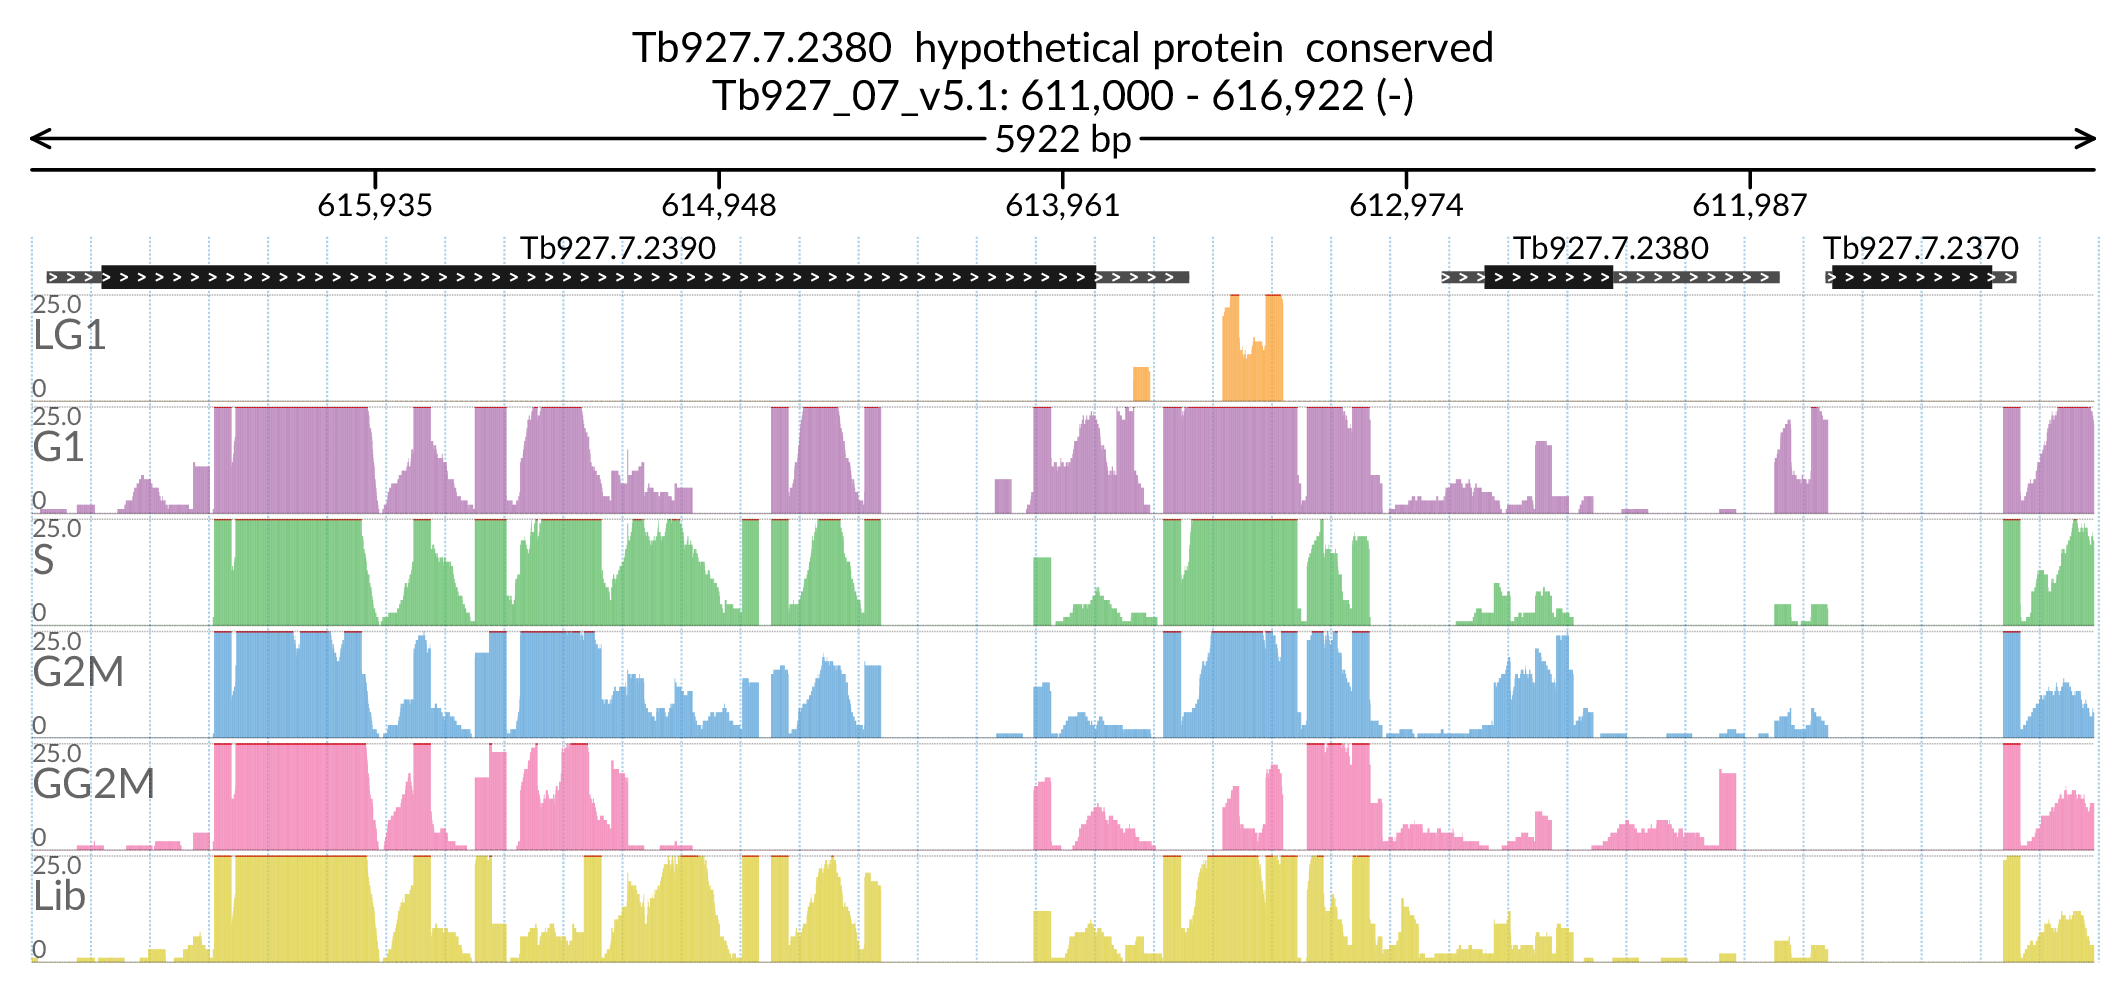 Tb927.7.2380 hypothetical protein conserved
Tb927_07_v5.1: 611,000 - 616,922 (-)
5922 bp
615,935 614,948 613,961 612,974 611,987
Tb927.7.2390 Tb927.7.2380 Tb927.7.2370
25.0
LG1
0
25.0
G1
0
25.0
S
0
25.0
G2M
0
25.0
GG2M
0
25.0
Lib
0